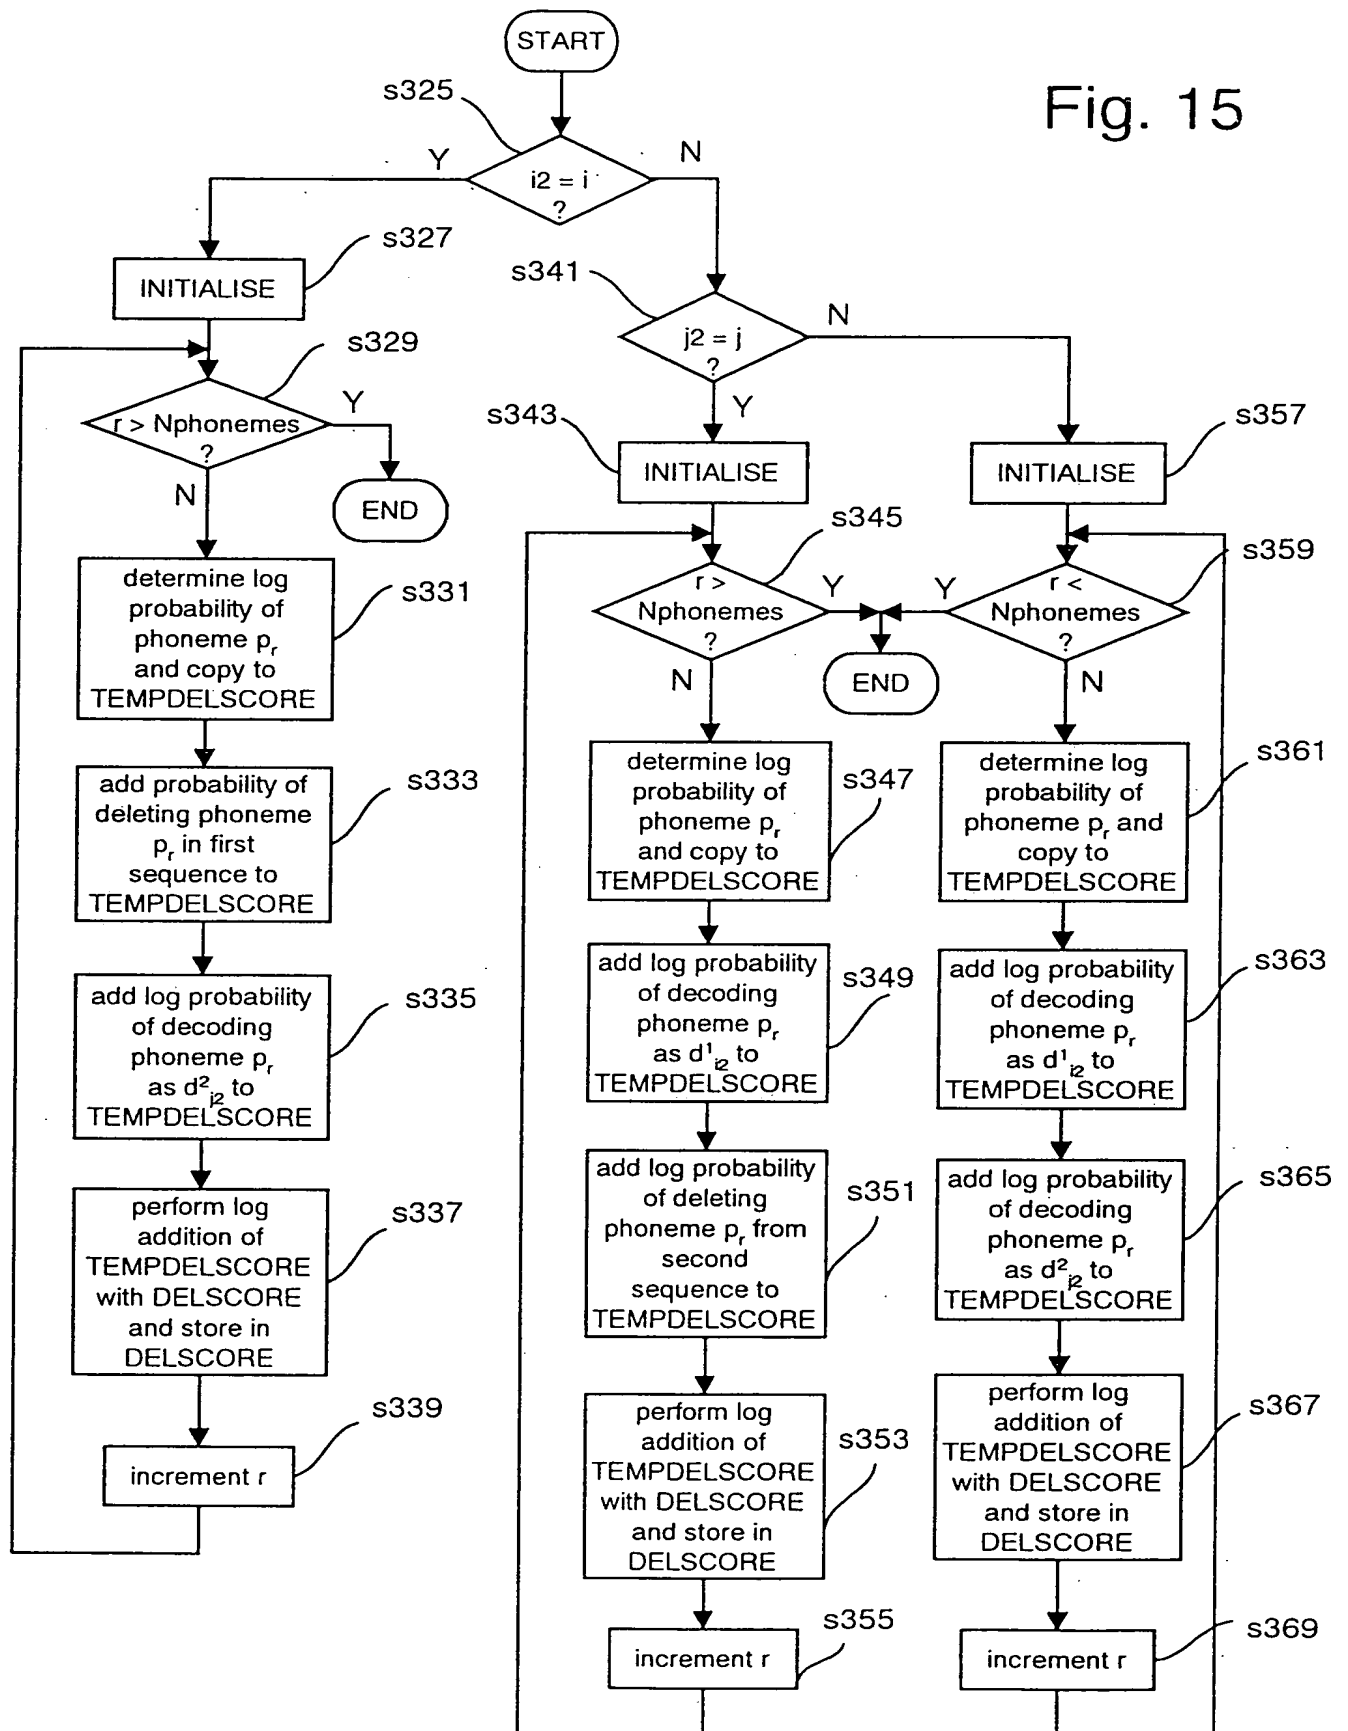 START
Fig. 15
s325
Y
N
i2 = i
?
s327
INITIALISE
s341
j2 = j
?
N
Y
s329
r > Nphonemes
?
Y
N
END
s343
INITIALISE
s357
INITIALISE
s345
r >
Nphonemes
?
Y
N
s359
r <
Nphonemes
?
Y
N
END
determine log
probability of
phoneme pr
and copy to
TEMPDELSCORE
s331
add probability of
deleting phoneme
pr in first
sequence to
TEMPDELSCORE
s333
add log probability
of decoding
phoneme pr
as d²j2 to
TEMPDELSCORE
s335
perform log
addition of
TEMPDELSCORE
with DELSCORE
and store in
DELSCORE
s337
increment r
s339
determine log
probability of
phoneme pr
and copy to
TEMPDELSCORE
s347
add log probability
of decoding
phoneme pr
as d¹i2 to
TEMPDELSCORE
s349
add log probability
of deleting
phoneme pr from
second
sequence to
TEMPDELSCORE
s351
perform log
addition of
TEMPDELSCORE
with DELSCORE
and store in
DELSCORE
s353
increment r
s355
determine log
probability of
phoneme pr and
copy to
TEMPDELSCORE
s361
add log probability
of decoding
phoneme pr
as d¹i2 to
TEMPDELSCORE
s363
add log probability
of decoding
phoneme pr
as d²j2 to
TEMPDELSCORE
s365
perform log
addition of
TEMPDELSCORE
with DELSCORE
and store in
DELSCORE
s367
increment r
s369